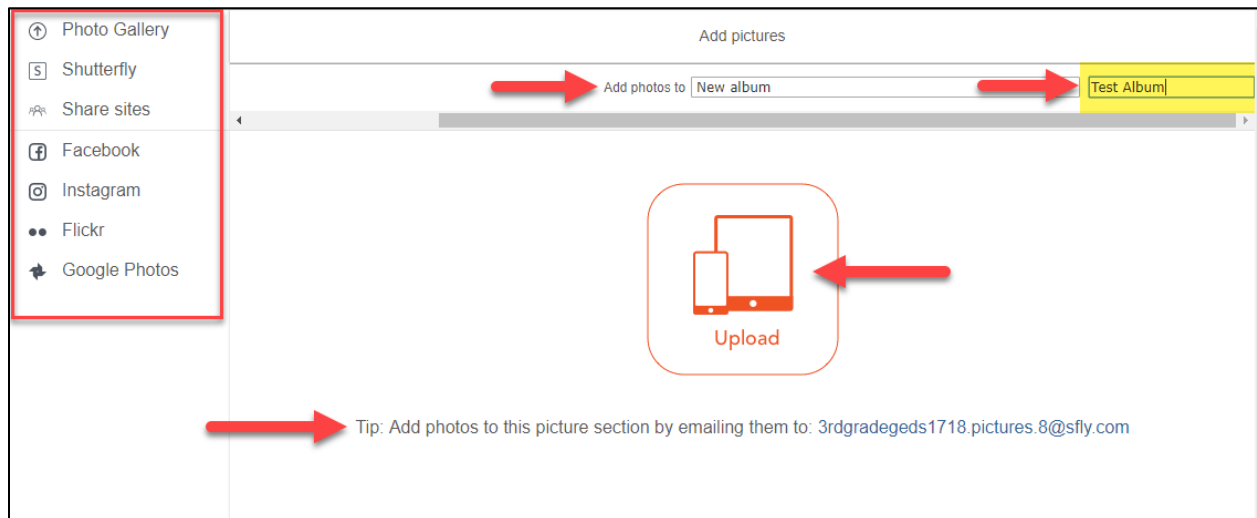 Photo Gallery
Shutterfly
Share sites
Facebook
Instagram
Flickr
Google Photos
Add pictures
Add photos to New album Test Album
Upload
Tip: Add photos to this picture section by emailing them to: 3rdgradegeds1718.pictures.8@sfly.com